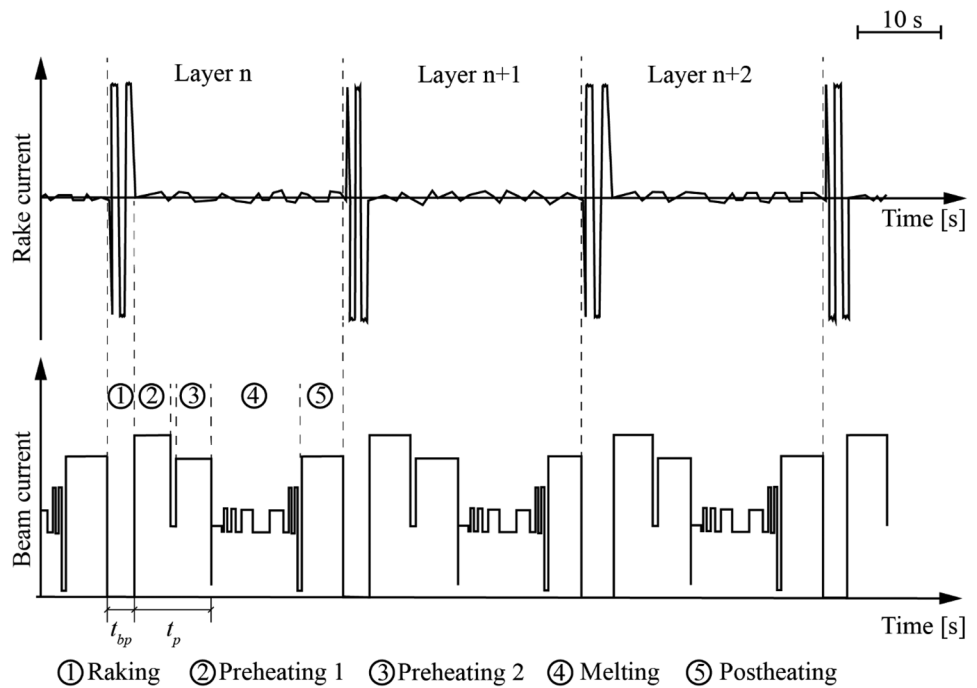 10 s
Layer n
Layer n+1
Layer n+2
Rake current
Time [s]
① ② ③ ④ ⑤
Beam current
t_bp
t_p
Time [s]
① Raking ② Preheating 1 ③ Preheating 2 ④ Melting ⑤ Postheating